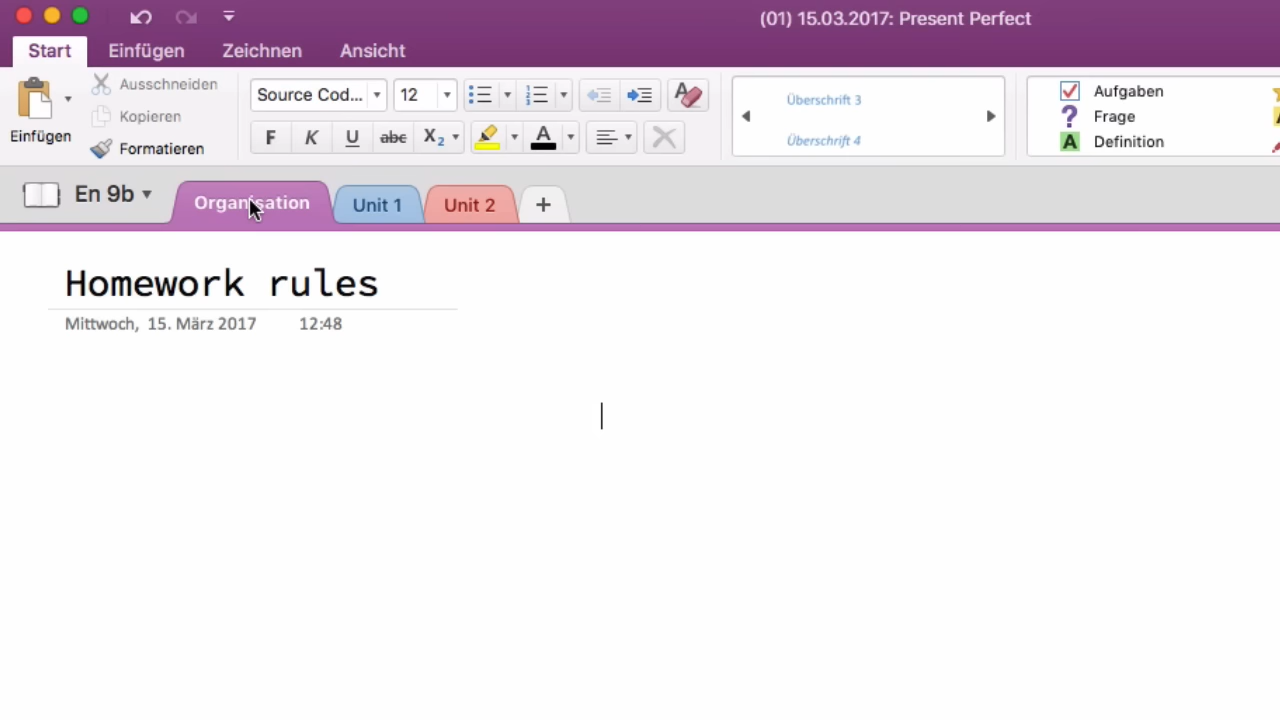 (01) 15.03.2017: Present Perfect
Start Einfügen Zeichnen Ansicht
Einfügen
Ausschneiden
Kopieren
Formatieren
Source Cod... 12
F K U abc X2 A
Überschrift 3
Überschrift 4
Aufgaben
? Frage
A Definition
En 9b Organisation Unit 1 Unit 2 +
Homework rules
Mittwoch, 15. März 2017 12:48